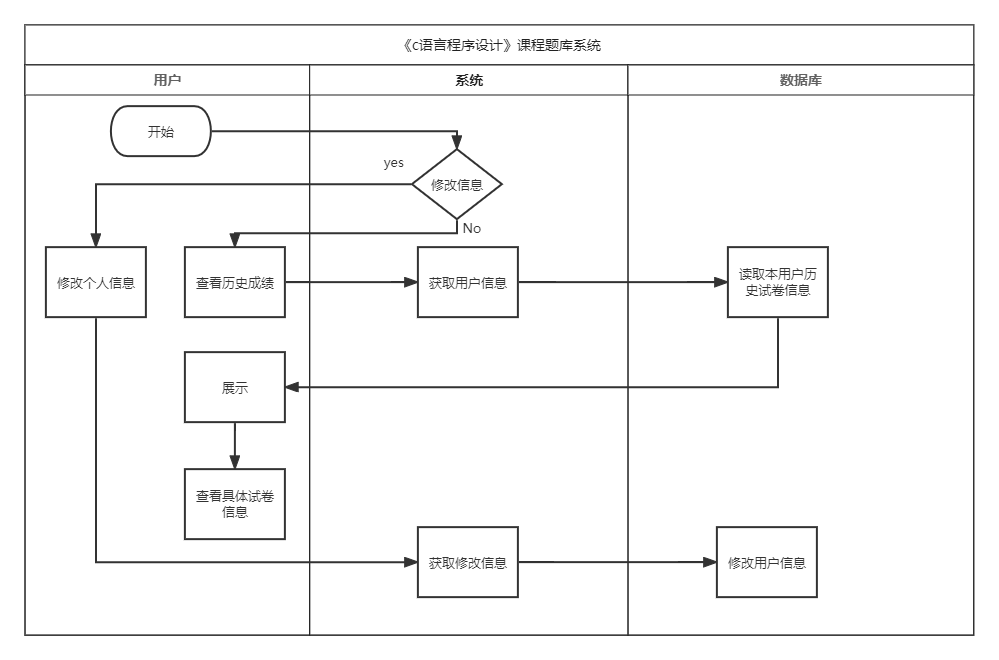 《c语言程序设计》课程题库系统
用户
系统
数据库
开始
yes
修改信息
No
修改个人信息
查看历史成绩
获取用户信息
读取本用户历
史试卷信息
展示
查看具体试卷
信息
获取修改信息
修改用户信息